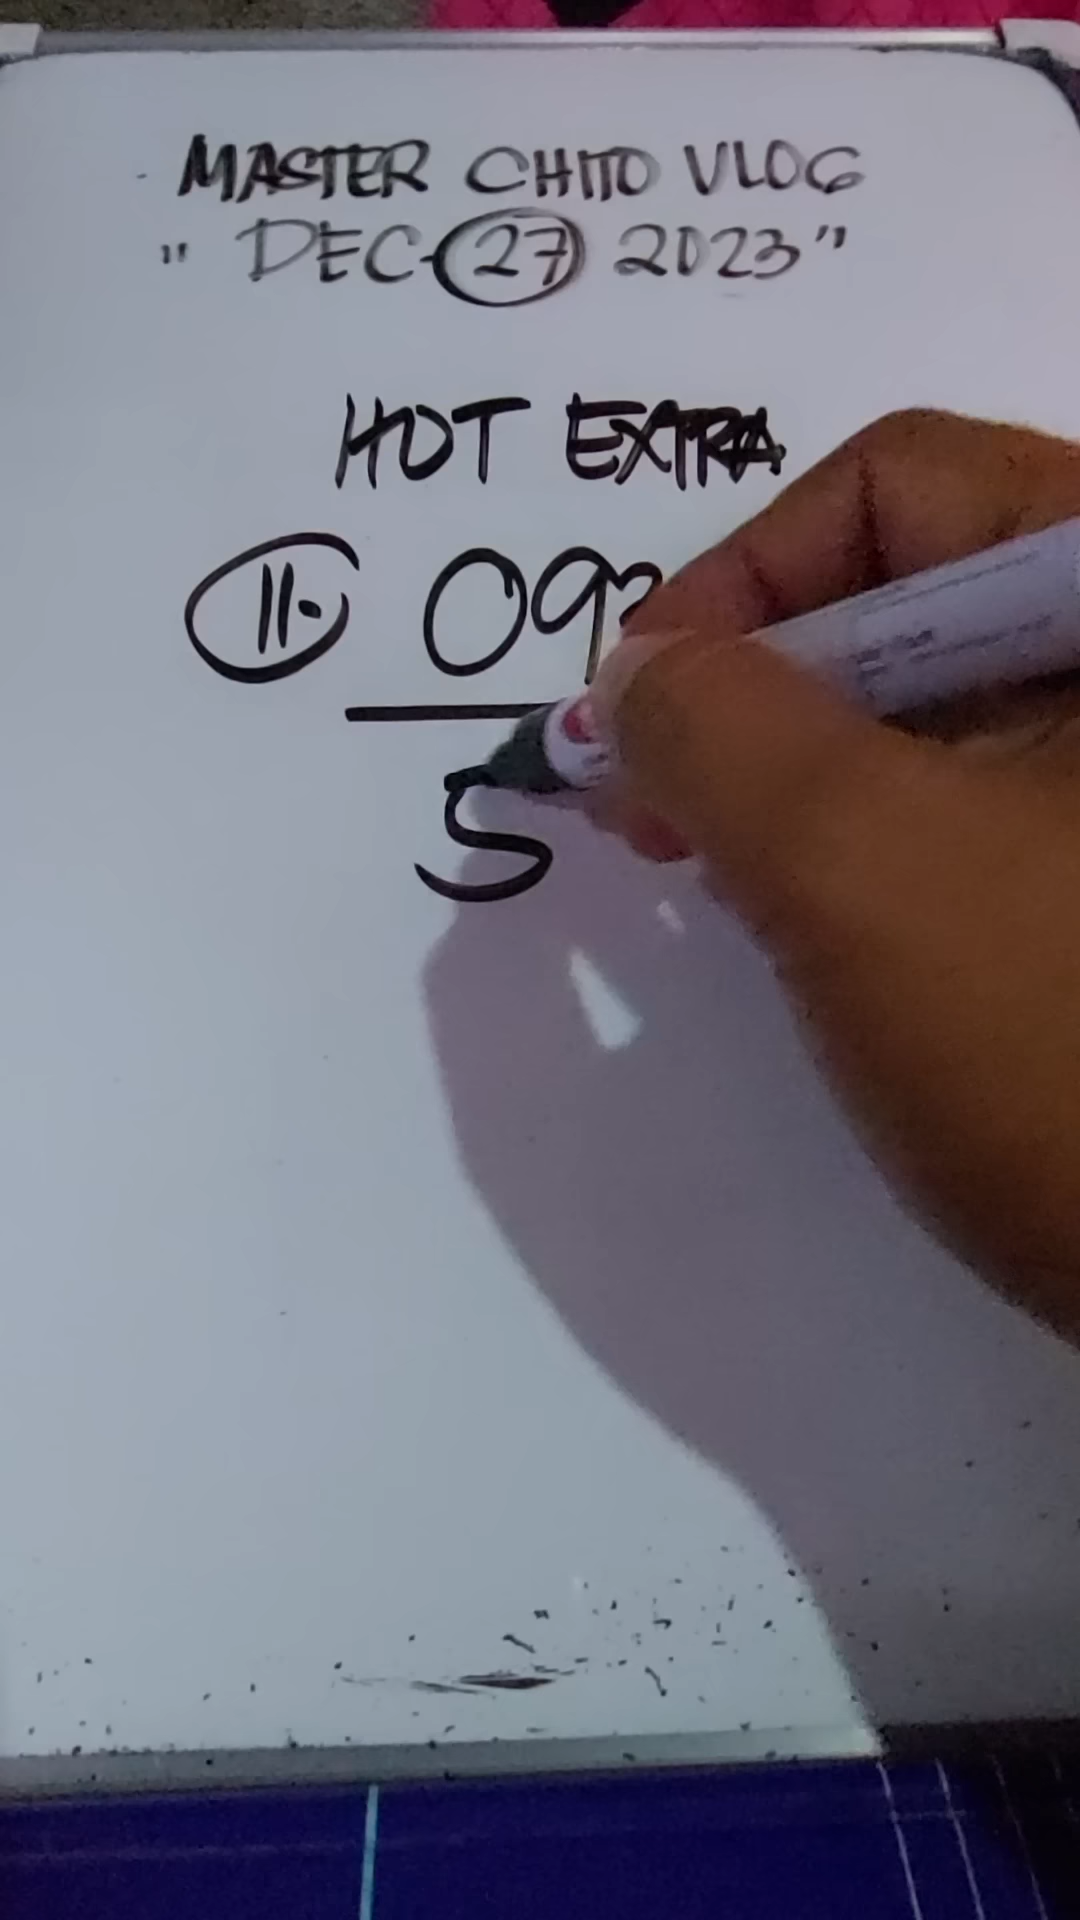 MASTER CHITO VLOG
" DEC-27 2023"
HOT EXTRA
11. 09
5